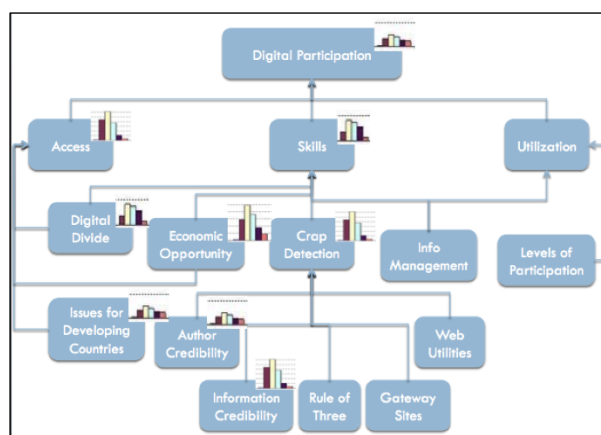 Digital Participation
Access
Skills
Utilization
Digital
Divide
Economic
Opportunity
Crap
Detection
Info
Management
Levels of
Participation
Issues for
Developing
Countries
Author
Credibility
Web
Utilities
Information
Credibility
Rule of
Three
Gateway
Sites